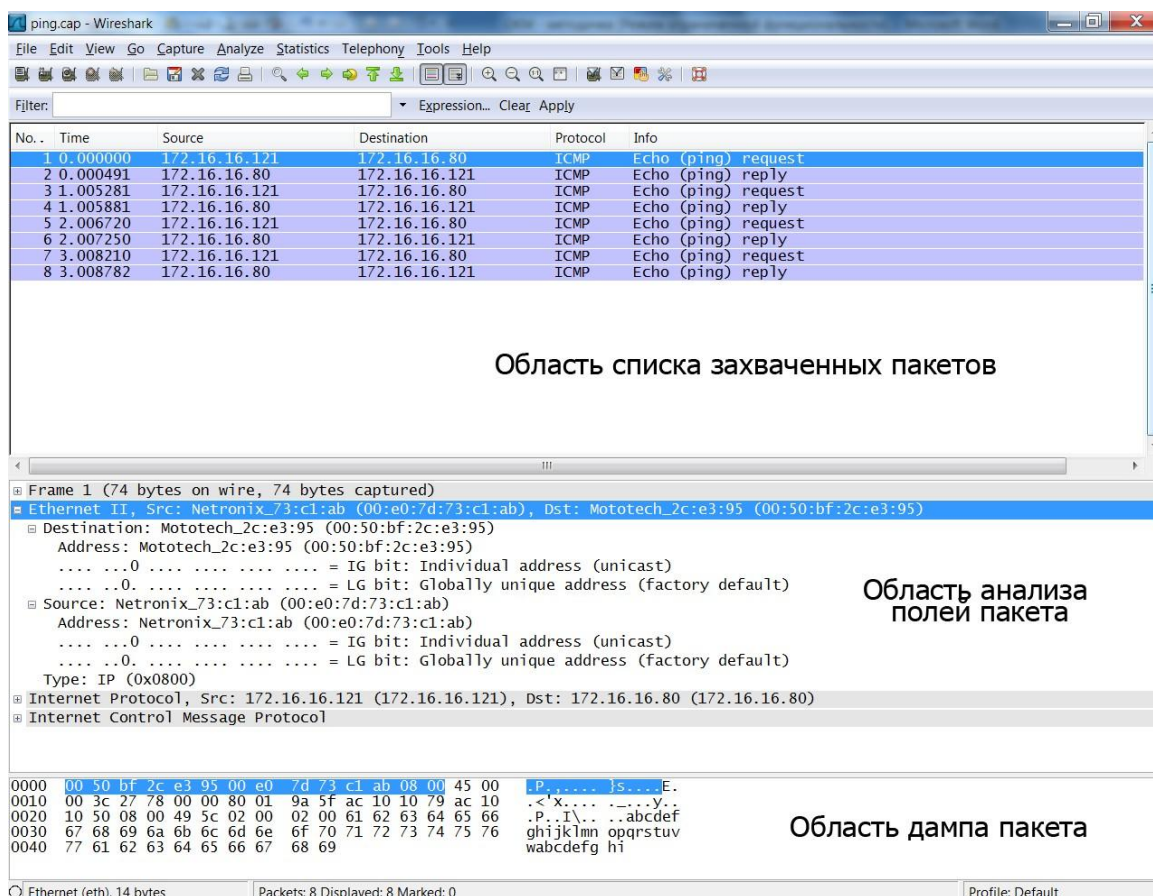 ping.cap - Wireshark
File Edit View Go Capture Analyze Statistics Telephony Tools Help
Filter: Expression... Clear Apply
No. . Time Source Destination Protocol Info
1 0.000000 172.16.16.121 172.16.16.80 ICMP Echo (ping) request
2 0.000491 172.16.16.80 172.16.16.121 ICMP Echo (ping) reply
3 1.005281 172.16.16.121 172.16.16.80 ICMP Echo (ping) request
4 1.005881 172.16.16.80 172.16.16.121 ICMP Echo (ping) reply
5 2.006720 172.16.16.121 172.16.16.80 ICMP Echo (ping) request
6 2.007250 172.16.16.80 172.16.16.121 ICMP Echo (ping) reply
7 3.008210 172.16.16.121 172.16.16.80 ICMP Echo (ping) request
8 3.008782 172.16.16.80 172.16.16.121 ICMP Echo (ping) reply
Область списка захваченных пакетов
Frame 1 (74 bytes on wire, 74 bytes captured)
Ethernet II, Src: Netronix_73:c1:ab (00:e0:7d:73:c1:ab), Dst: Mototech_2c:e3:95 (00:50:bf:2c:e3:95)
Destination: Mototech_2c:e3:95 (00:50:bf:2c:e3:95)
Address: Mototech_2c:e3:95 (00:50:bf:2c:e3:95)
.... ...0 .... .... .... .... = IG bit: Individual address (unicast)
.... ..0. .... .... .... .... = LG bit: Globally unique address (factory default)
Source: Netronix_73:c1:ab (00:e0:7d:73:c1:ab)
Address: Netronix_73:c1:ab (00:e0:7d:73:c1:ab)
.... ...0 .... .... .... .... = IG bit: Individual address (unicast)
.... ..0. .... .... .... .... = LG bit: Globally unique address (factory default)
Type: IP (0x0800)
Internet Protocol, Src: 172.16.16.121 (172.16.16.121), Dst: 172.16.16.80 (172.16.16.80)
Internet Control Message Protocol
Область анализа
полей пакета
0000 00 50 bf 2c e3 95 00 e0 7d 73 c1 ab 08 00 45 00 .P.,.... }s....E.
0010 00 3c 27 78 00 00 80 01 9a 5f ac 10 10 79 ac 10 .<'x.... ._...y..
0020 10 50 08 00 49 5c 02 00 02 00 61 62 63 64 65 66 .P..I\.. ..abcdef
0030 67 68 69 6a 6b 6c 6d 6e 6f 70 71 72 73 74 75 76 ghijklmn opqrstuv
0040 77 61 62 63 64 65 66 67 68 69 wabcdefg hi
Область дампа пакета
Ethernet (eth), 14 bytes Packets: 8 Displayed: 8 Marked: 0 Profile: Default